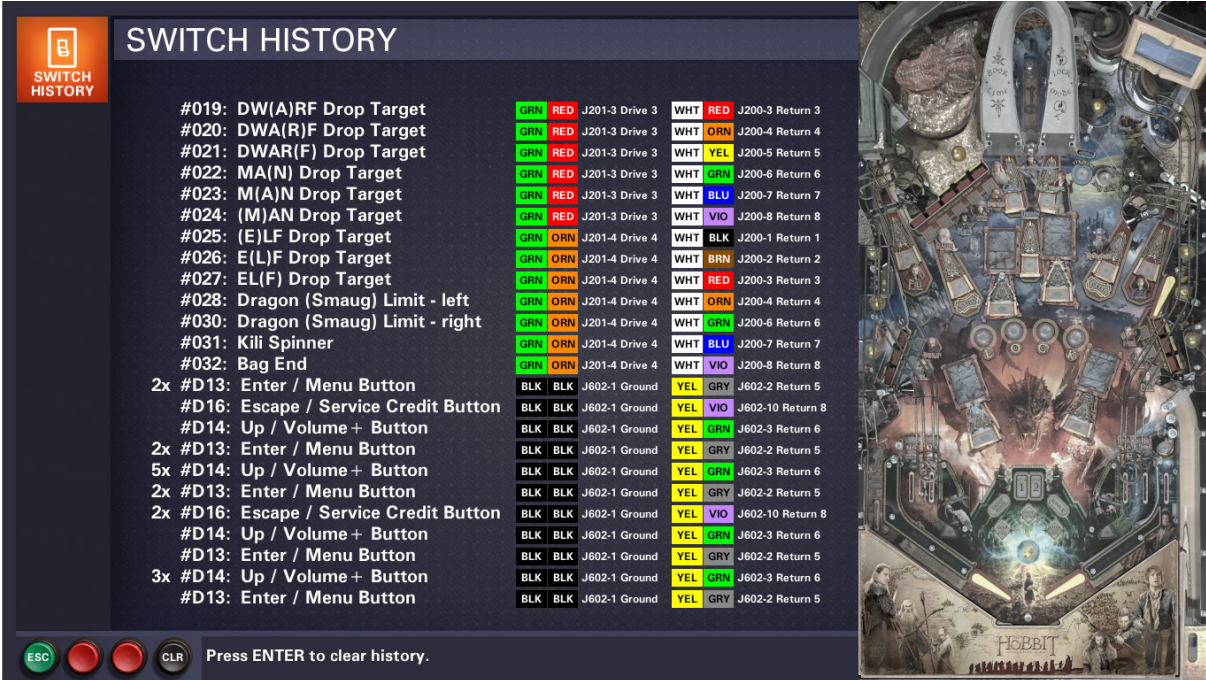 SWITCH HISTORY
SWITCH
HISTORY
#019: DW(A)RF Drop Target GRN RED J201-3 Drive 3 WHT RED J200-3 Return 3
#020: DWA(R)F Drop Target GRN RED J201-3 Drive 3 WHT ORN J200-4 Return 4
#021: DWAR(F) Drop Target GRN RED J201-3 Drive 3 WHT YEL J200-5 Return 5
#022: MA(N) Drop Target GRN RED J201-3 Drive 3 WHT GRN J200-6 Return 6
#023: M(A)N Drop Target GRN RED J201-3 Drive 3 WHT BLU J200-7 Return 7
#024: (M)AN Drop Target GRN RED J201-3 Drive 3 WHT VIO J200-8 Return 8
#025: (E)LF Drop Target GRN ORN J201-4 Drive 4 WHT BLK J200-1 Return 1
#026: E(L)F Drop Target GRN ORN J201-4 Drive 4 WHT BRN J200-2 Return 2
#027: EL(F) Drop Target GRN ORN J201-4 Drive 4 WHT RED J200-3 Return 3
#028: Dragon (Smaug) Limit - left GRN ORN J201-4 Drive 4 WHT ORN J200-4 Return 4
#030: Dragon (Smaug) Limit - right GRN ORN J201-4 Drive 4 WHT GRN J200-6 Return 6
#031: Kili Spinner GRN ORN J201-4 Drive 4 WHT BLU J200-7 Return 7
#032: Bag End GRN ORN J201-4 Drive 4 WHT VIO J200-8 Return 8
2x #D13: Enter / Menu Button BLK BLK J602-1 Ground YEL GRY J602-2 Return 5
#D16: Escape / Service Credit Button BLK BLK J602-1 Ground YEL VIO J602-10 Return 8
#D14: Up / Volume+ Button BLK BLK J602-1 Ground YEL GRN J602-3 Return 6
2x #D13: Enter / Menu Button BLK BLK J602-1 Ground YEL GRY J602-2 Return 5
5x #D14: Up / Volume+ Button BLK BLK J602-1 Ground YEL GRN J602-3 Return 6
2x #D13: Enter / Menu Button BLK BLK J602-1 Ground YEL GRY J602-2 Return 5
2x #D16: Escape / Service Credit Button BLK BLK J602-1 Ground YEL VIO J602-10 Return 8
#D14: Up / Volume+ Button BLK BLK J602-1 Ground YEL GRN J602-3 Return 6
#D13: Enter / Menu Button BLK BLK J602-1 Ground YEL GRY J602-2 Return 5
3x #D14: Up / Volume+ Button BLK BLK J602-1 Ground YEL GRN J602-3 Return 6
#D13: Enter / Menu Button BLK BLK J602-1 Ground YEL GRY J602-2 Return 5
ESC CLR Press ENTER to clear history.
HOBBIT